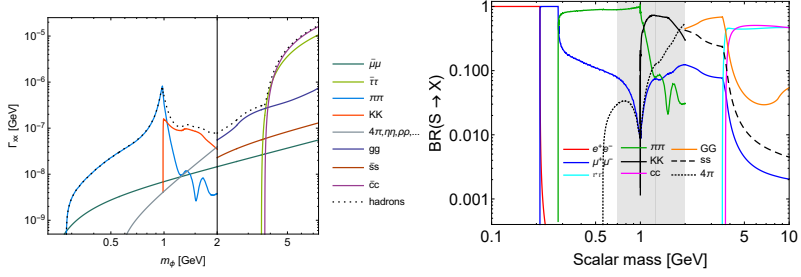 10⁻⁵
10⁻⁶
10⁻⁷
10⁻⁸
10⁻⁹
Γxx [GeV]
0.5
1
2
5
mϕ [GeV]
μ̄μ
τ̄τ
ππ
KK
4π,ηη,ρρ,...
gg
s̄s
c̄c
hadrons
1
0.100
0.010
0.001
BR(S → X)
0.1
0.5
1
5
10
Scalar mass [GeV]
e⁺e⁻
μ⁺μ⁻
ππ
KK
cc
GG
ss
4π